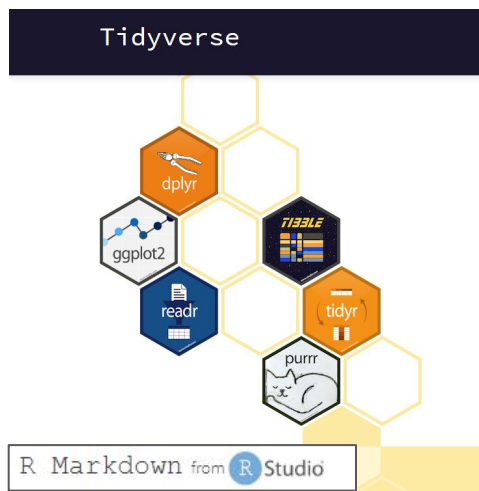 Tidyverse
dplyr
ggplot2
TIBBLE
readr
tidyr
purrr
R Markdown from R Studio